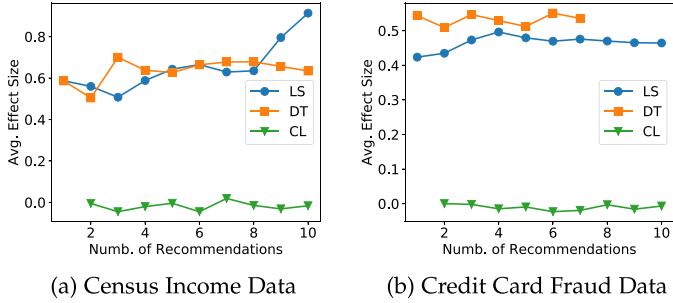 0.8
0.6
0.4
0.2
0.0
Avg. Effect Size
LS
DT
CL
2 4 6 8 10
Numb. of Recommendations
(a) Census Income Data
0.5
0.4
0.3
0.2
0.1
0.0
Avg. Effect Size
LS
DT
CL
2 4 6 8 10
Numb. of Recommendations
(b) Credit Card Fraud Data